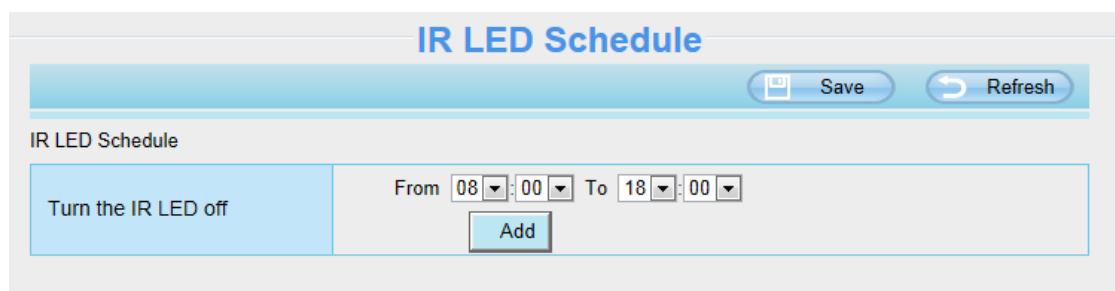 IR LED Schedule
Save Refresh
IR LED Schedule
Turn the IR LED off From 08 : 00 To 18 : 00
Add